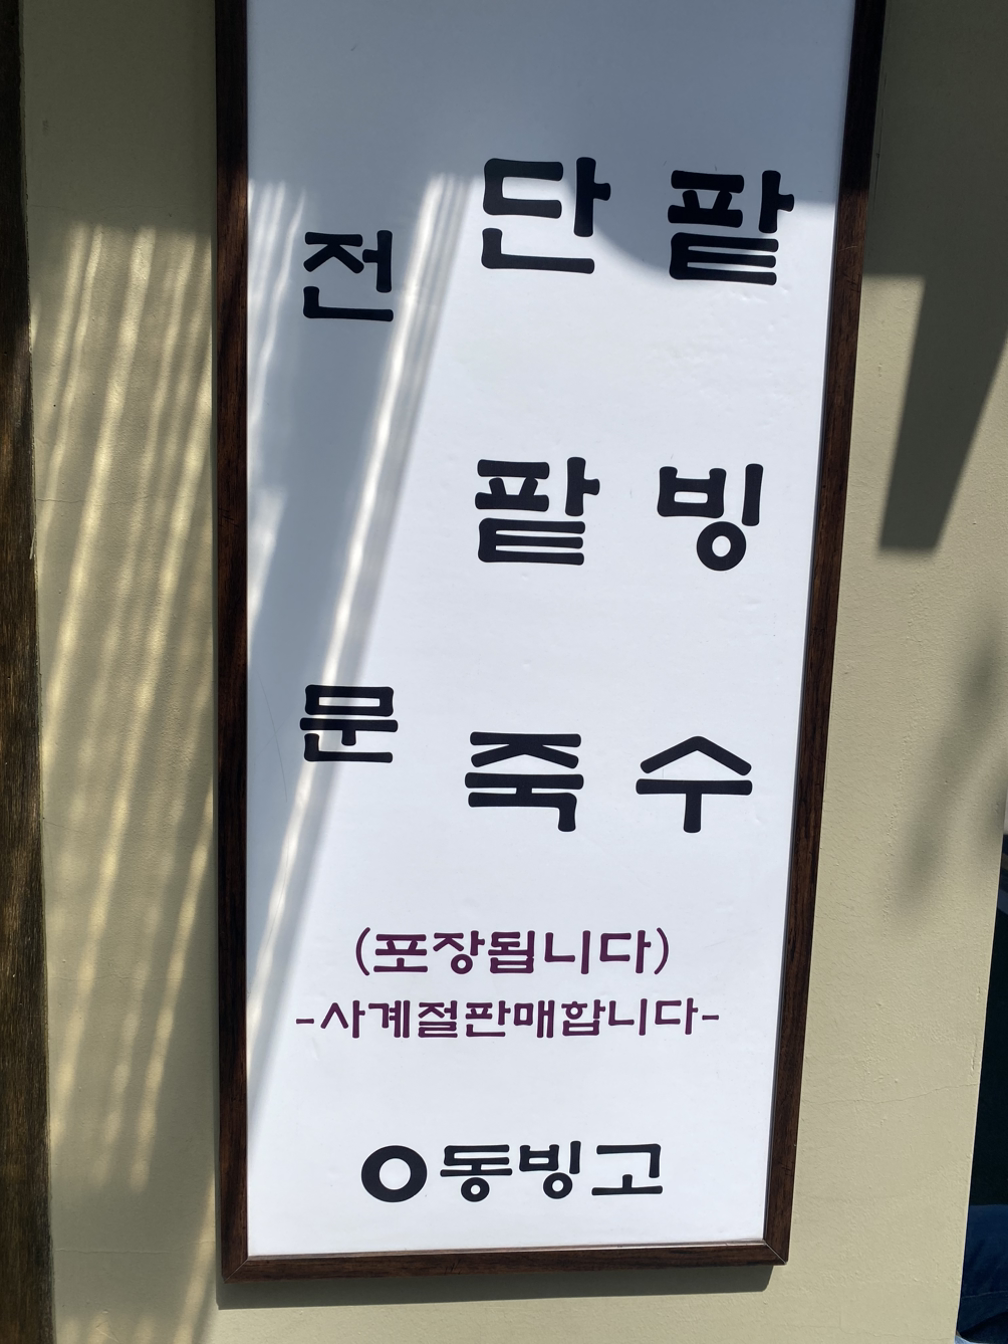 팥빙수
단팥죽
전문
(포장됩니다)
-사계절판매합니다-
동빙고